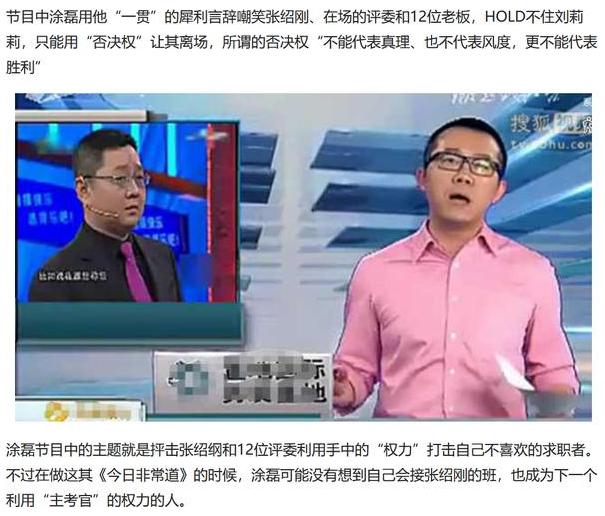 节目中涂磊用他“一贯”的犀利言辞嘲笑张绍刚、在场的评委和12位老板，HOLD不住刘莉
莉，只能用“否决权”让其离场，所谓的否决权“不能代表真理、也不代表风度，更不能代表
胜利”
搜狐视频
tv.sohu.com
选择吧！
涂磊节目中的主题就是抨击张绍纲和12位评委利用手中的“权力”打击自己不喜欢的求职者。
不过在做这其《今日非常道》的时候，涂磊可能没有想到自己会接张绍刚的班，也成为下一个
利用“主考官”的权力的人。